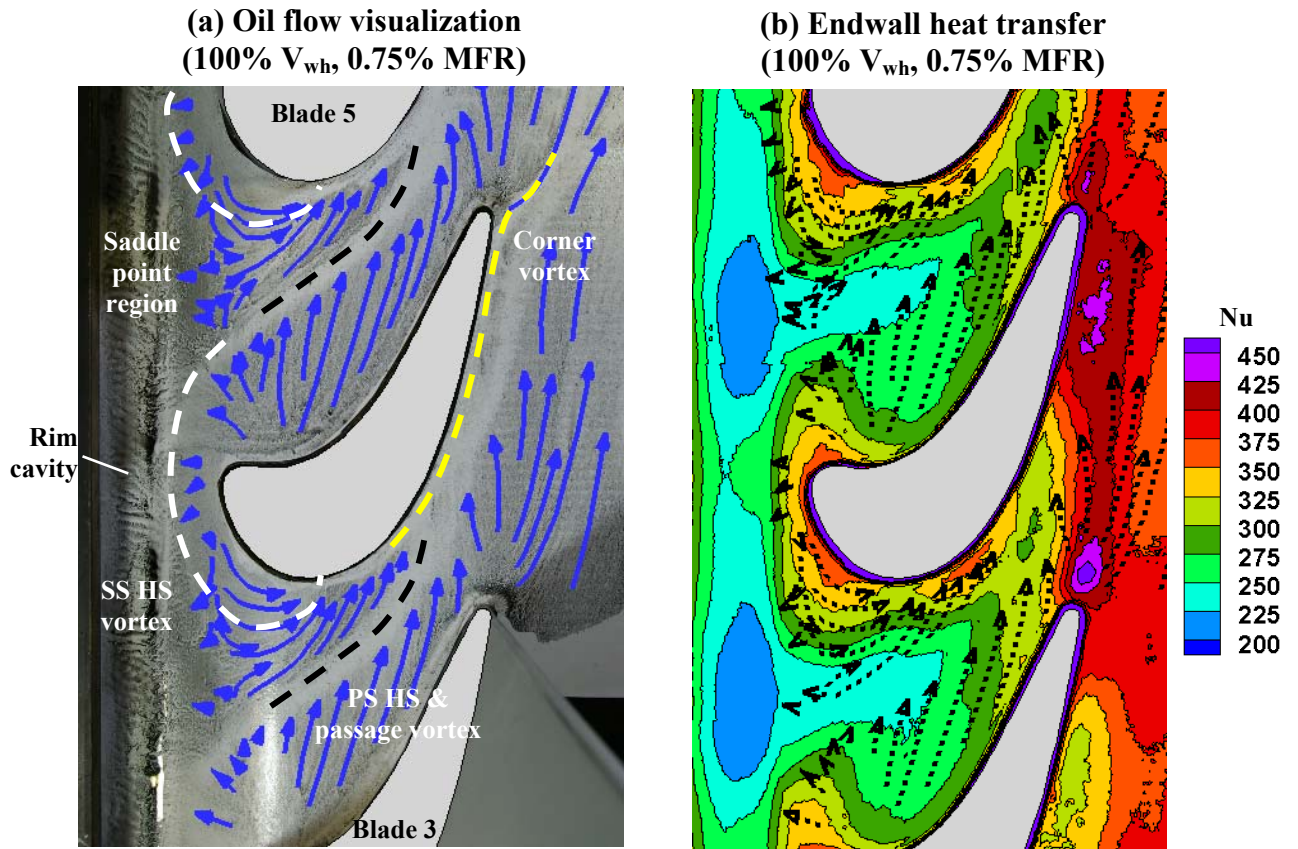 (a) Oil flow visualization
(100% Vwh, 0.75% MFR)
Blade 5
Saddle
point
region
Corner
vortex
Rim
cavity
SS HS
vortex
PS HS &
passage vortex
Blade 3
(b) Endwall heat transfer
(100% Vwh, 0.75% MFR)
Nu
450
425
400
375
350
325
300
275
250
225
200